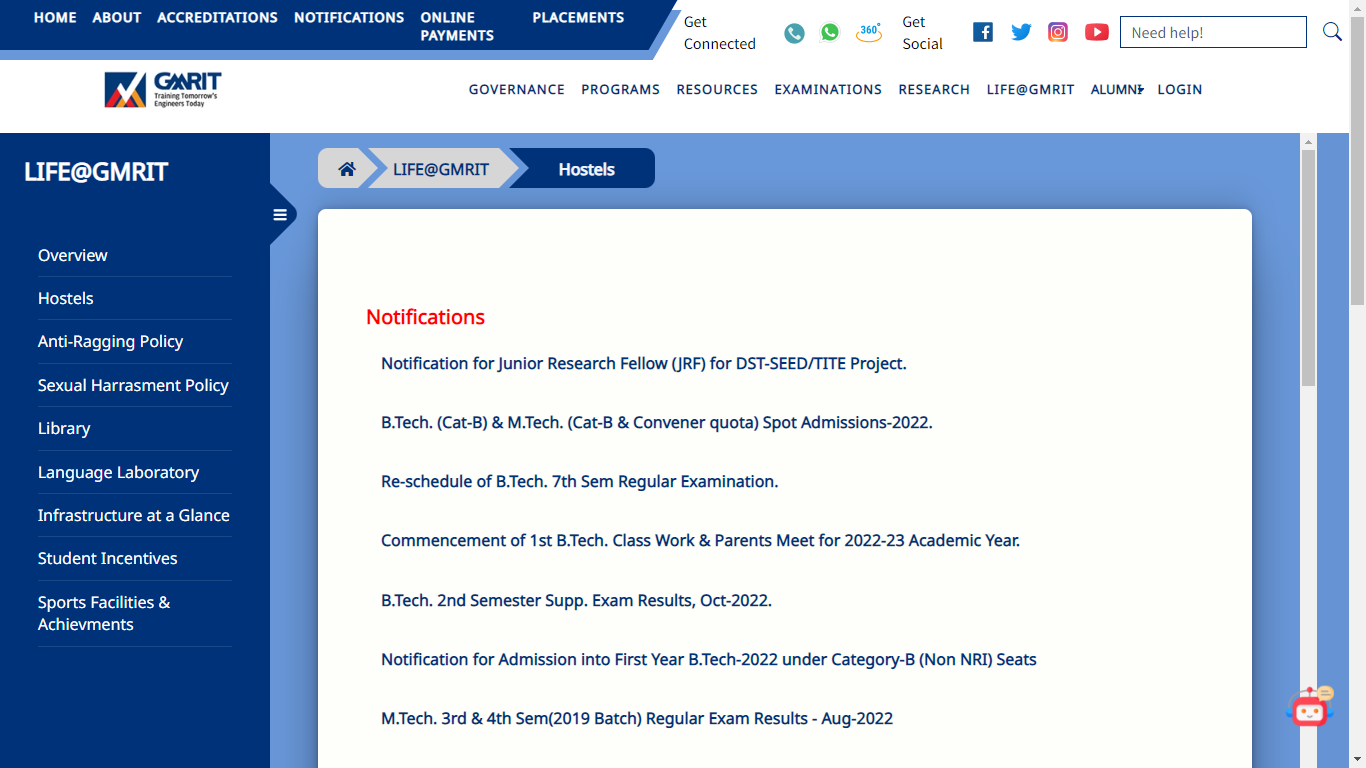 HOME ABOUT ACCREDITATIONS NOTIFICATIONS ONLINE PAYMENTS PLACEMENTS
Get Connected
360°
Get Social
Need help!
GMRIT
Training Tomorrow's
Engineers Today
GOVERNANCE PROGRAMS RESOURCES EXAMINATIONS RESEARCH LIFE@GMRIT ALUMNI LOGIN
LIFE@GMRIT
Overview
Hostels
Anti-Ragging Policy
Sexual Harrasment Policy
Library
Language Laboratory
Infrastructure at a Glance
Student Incentives
Sports Facilities &
Achievments
LIFE@GMRIT Hostels
Notifications
Notification for Junior Research Fellow (JRF) for DST-SEED/TITE Project.
B.Tech. (Cat-B) & M.Tech. (Cat-B & Convener quota) Spot Admissions-2022.
Re-schedule of B.Tech. 7th Sem Regular Examination.
Commencement of 1st B.Tech. Class Work & Parents Meet for 2022-23 Academic Year.
B.Tech. 2nd Semester Supp. Exam Results, Oct-2022.
Notification for Admission into First Year B.Tech-2022 under Category-B (Non NRI) Seats
M.Tech. 3rd & 4th Sem(2019 Batch) Regular Exam Results - Aug-2022